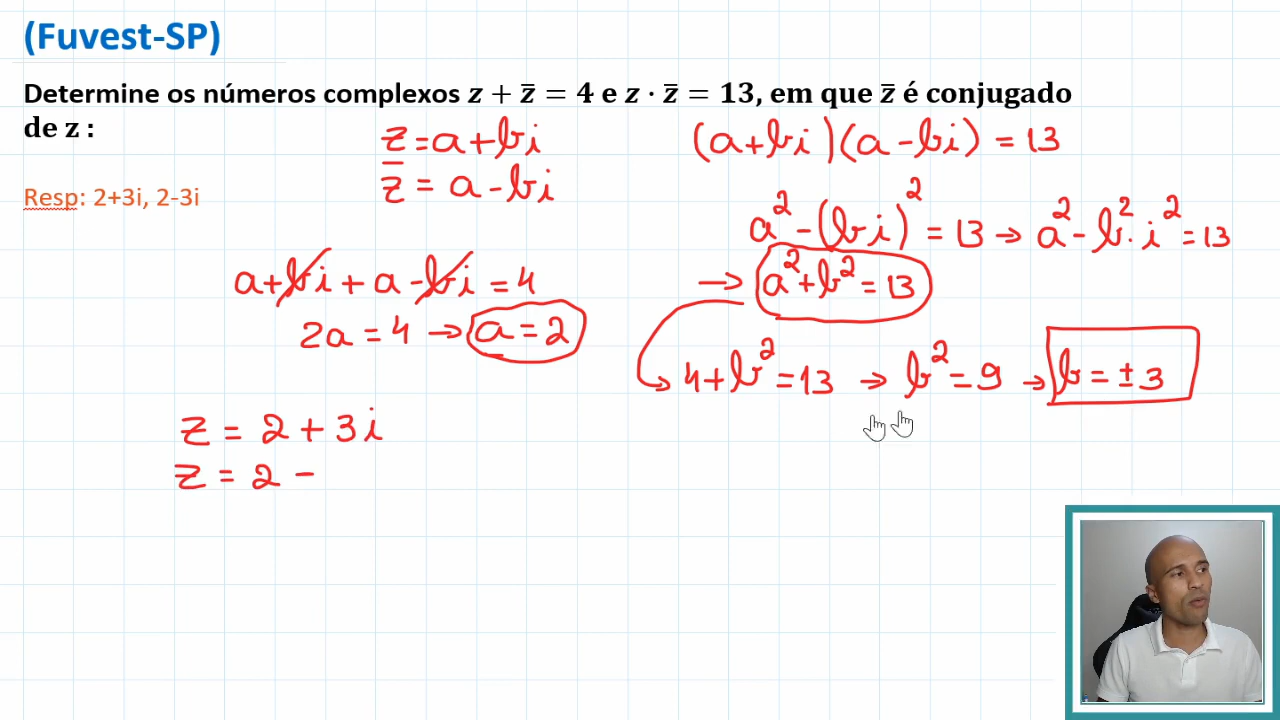 (Fuvest-SP)
Determine os números complexos z + z̄ = 4 e z · z̄ = 13, em que z̄ é conjugado
de z :
Resp: 2+3i, 2-3i
z = a + bi
z̄ = a - bi
a + bi + a - bi = 4
2a = 4 → a = 2
(a + bi)(a - bi) = 13
a² - (bi)² = 13 → a² - b² · i² = 13
→ a² + b² = 13
4 + b² = 13 → b² = 9 → b = ± 3
z = 2 + 3i
z = 2 -